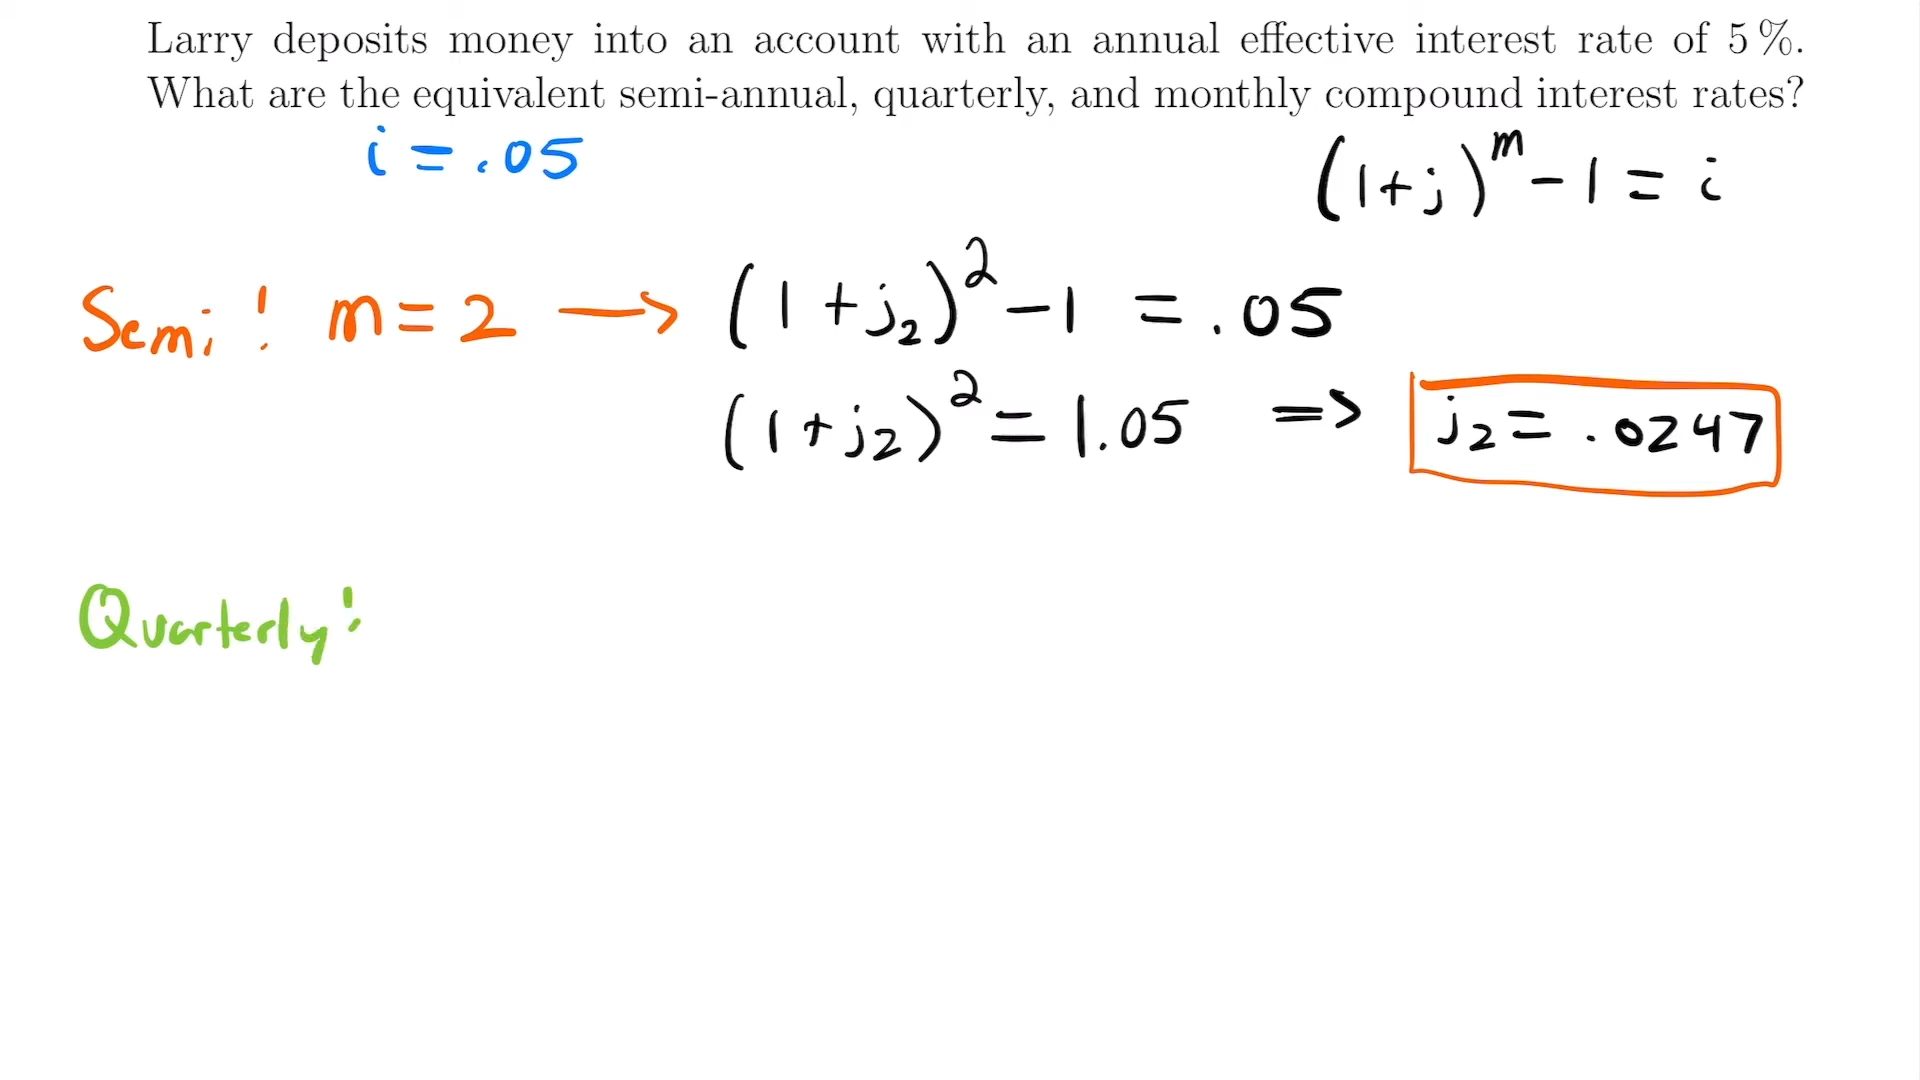 Larry deposits money into an account with an annual effective interest rate of 5 %.
What are the equivalent semi-annual, quarterly, and monthly compound interest rates?
i = .05
(1+j)^m - 1 = i
Semi: m = 2 → (1 + j₂)² - 1 = .05
(1 + j₂)² = 1.05 => j₂ = .0247
Quarterly: